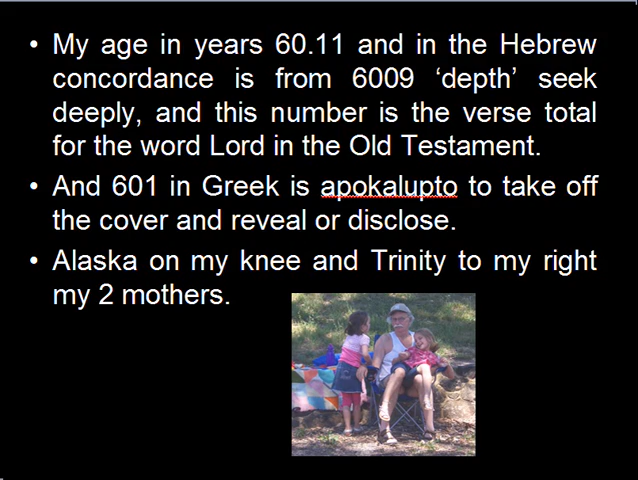 • My age in years 60.11 and in the Hebrew
concordance is from 6009 ‘depth’ seek
deeply, and this number is the verse total
for the word Lord in the Old Testament.
• And 601 in Greek is apokalupto to take off
the cover and reveal or disclose.
• Alaska on my knee and Trinity to my right
my 2 mothers.